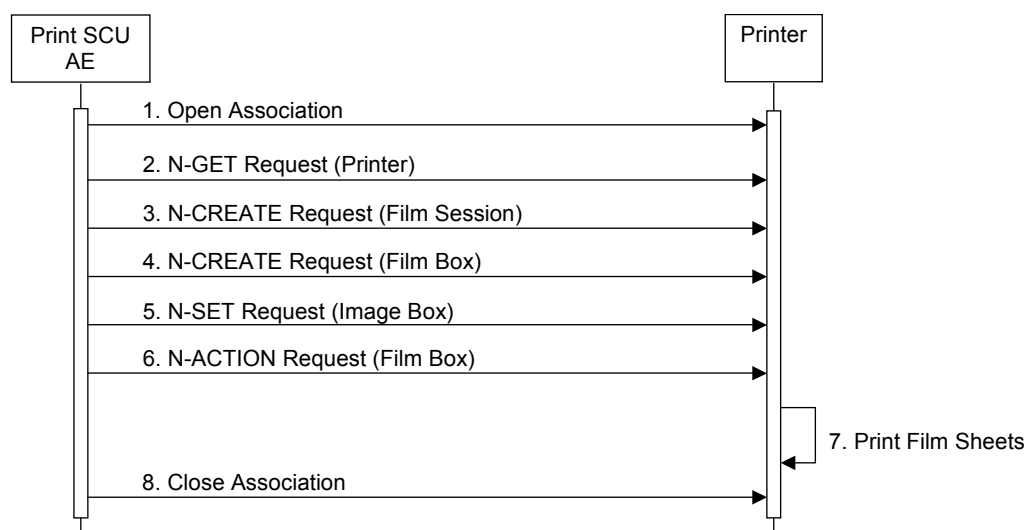 Print SCU
AE
Printer
1. Open Association
2. N-GET Request (Printer)
3. N-CREATE Request (Film Session)
4. N-CREATE Request (Film Box)
5. N-SET Request (Image Box)
6. N-ACTION Request (Film Box)
7. Print Film Sheets
8. Close Association